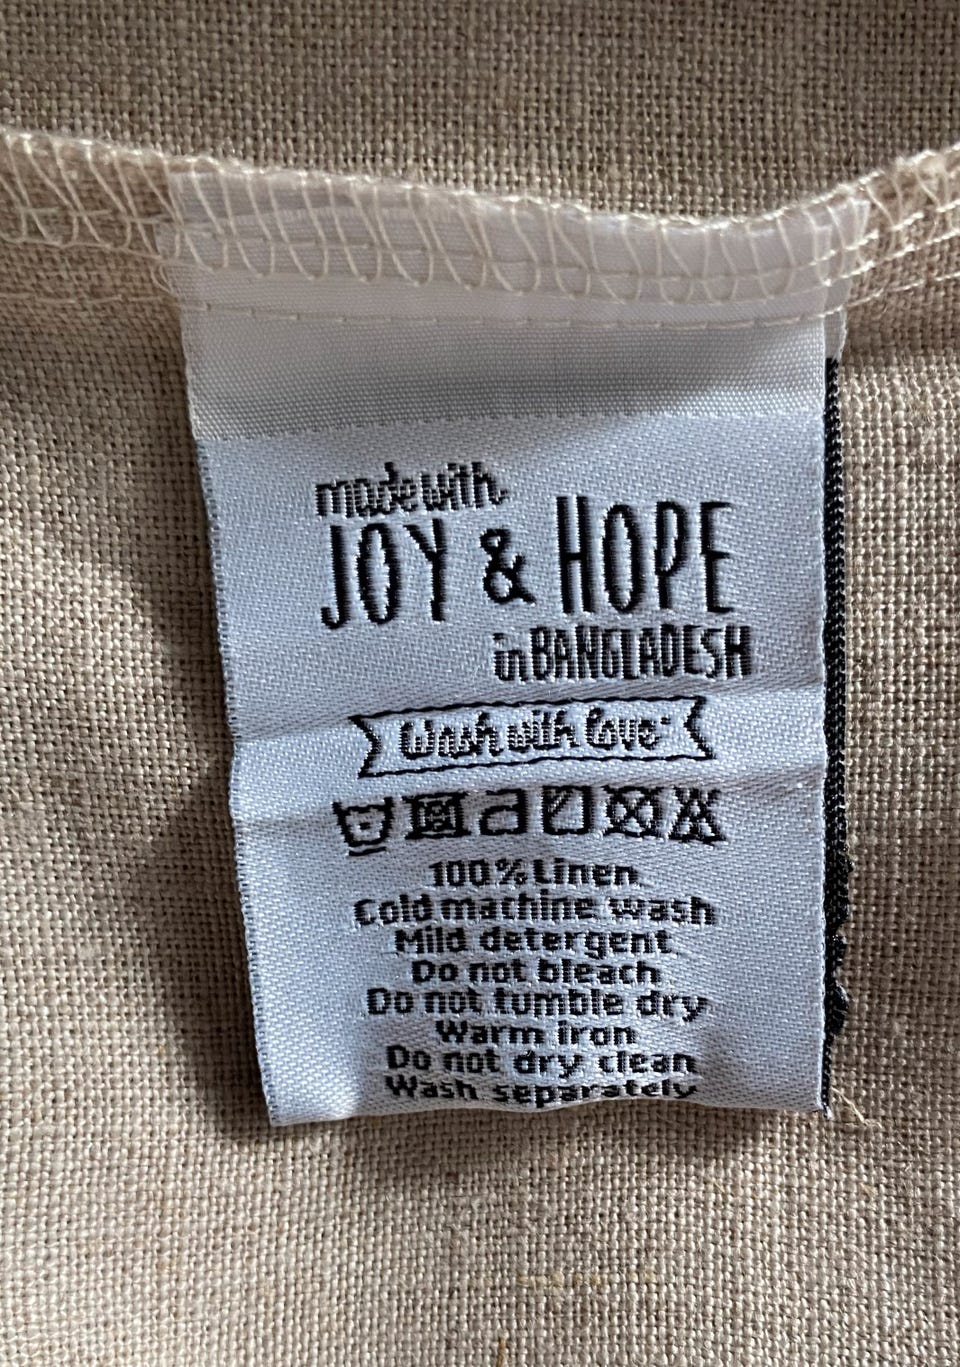 made with
JOY & HOPE
in BANGLADESH
Wash with love
100% Linen
Cold machine wash
Mild detergent
Do not bleach
Do not tumble dry
Warm iron
Do not dry clean
Wash separately